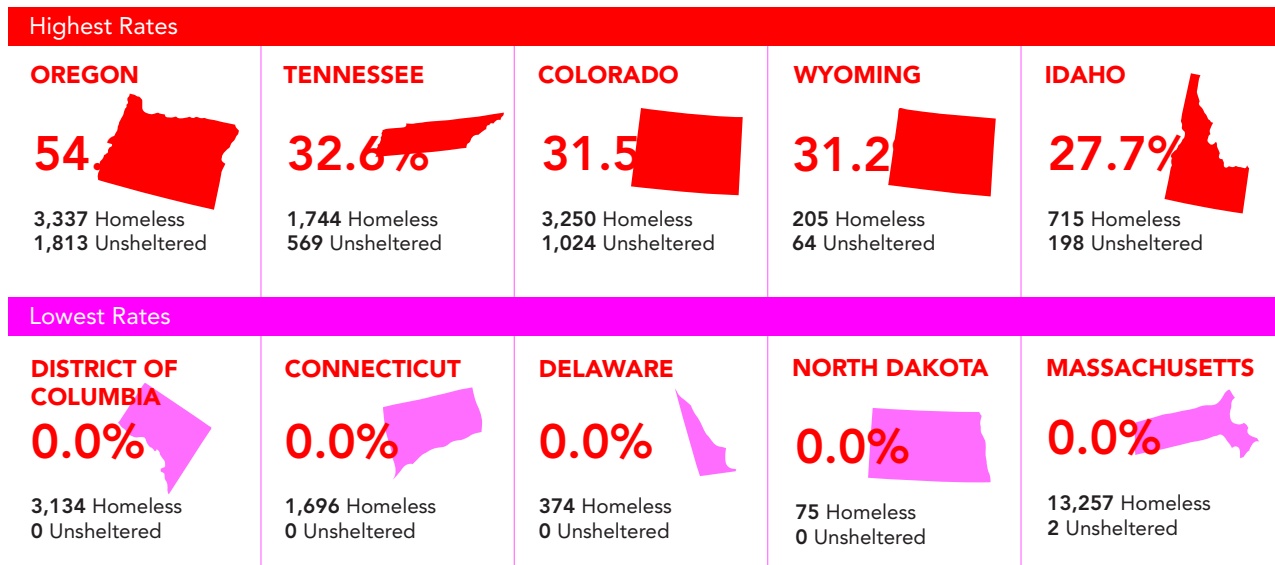 Highest Rates
OREGON
54.
3,337 Homeless
1,813 Unsheltered
TENNESSEE
32.6%
1,744 Homeless
569 Unsheltered
COLORADO
31.5
3,250 Homeless
1,024 Unsheltered
WYOMING
31.2
205 Homeless
64 Unsheltered
IDAHO
27.7%
715 Homeless
198 Unsheltered
Lowest Rates
DISTRICT OF
COLUMBIA
0.0%
3,134 Homeless
0 Unsheltered
CONNECTICUT
0.0%
1,696 Homeless
0 Unsheltered
DELAWARE
0.0%
374 Homeless
0 Unsheltered
NORTH DAKOTA
0.0%
75 Homeless
0 Unsheltered
MASSACHUSETTS
0.0%
13,257 Homeless
2 Unsheltered